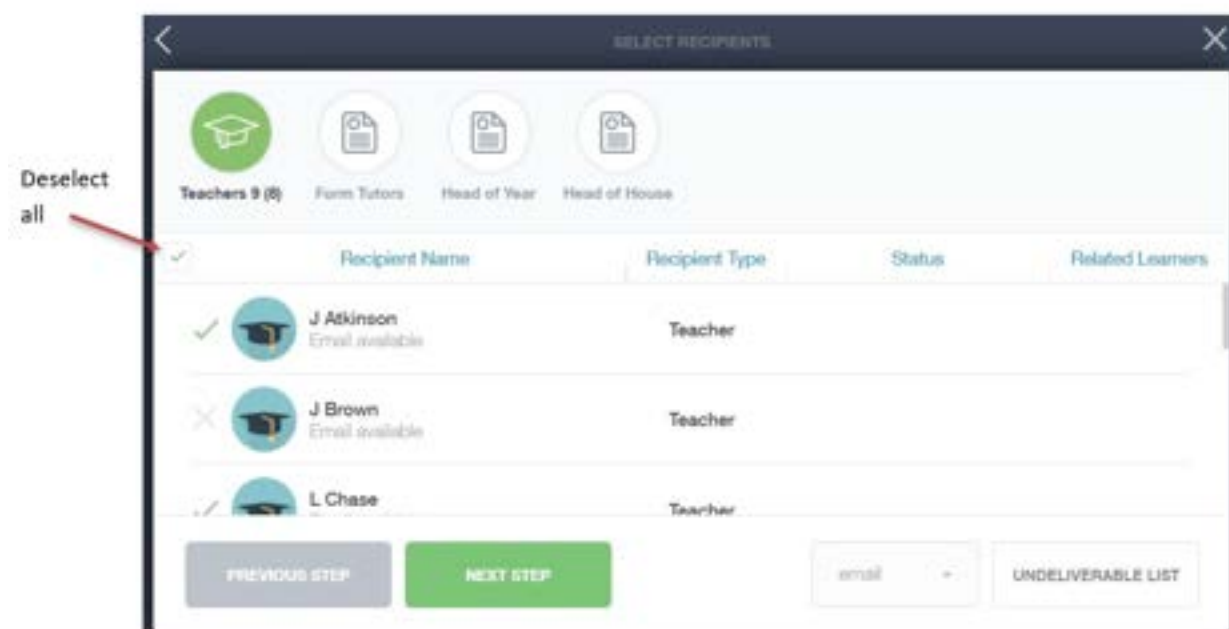 SELECT RECIPIENTS
Deselect
all
Teachers 9 (8) Form Tutors Head of Year Head of House
Recipient Name Recipient Type Status Related Learners
J Atkinson
Email available
Teacher
J Brown
Email available
Teacher
L Chase
Teacher
PREVIOUS STEP NEXT STEP email UNDELIVERABLE LIST